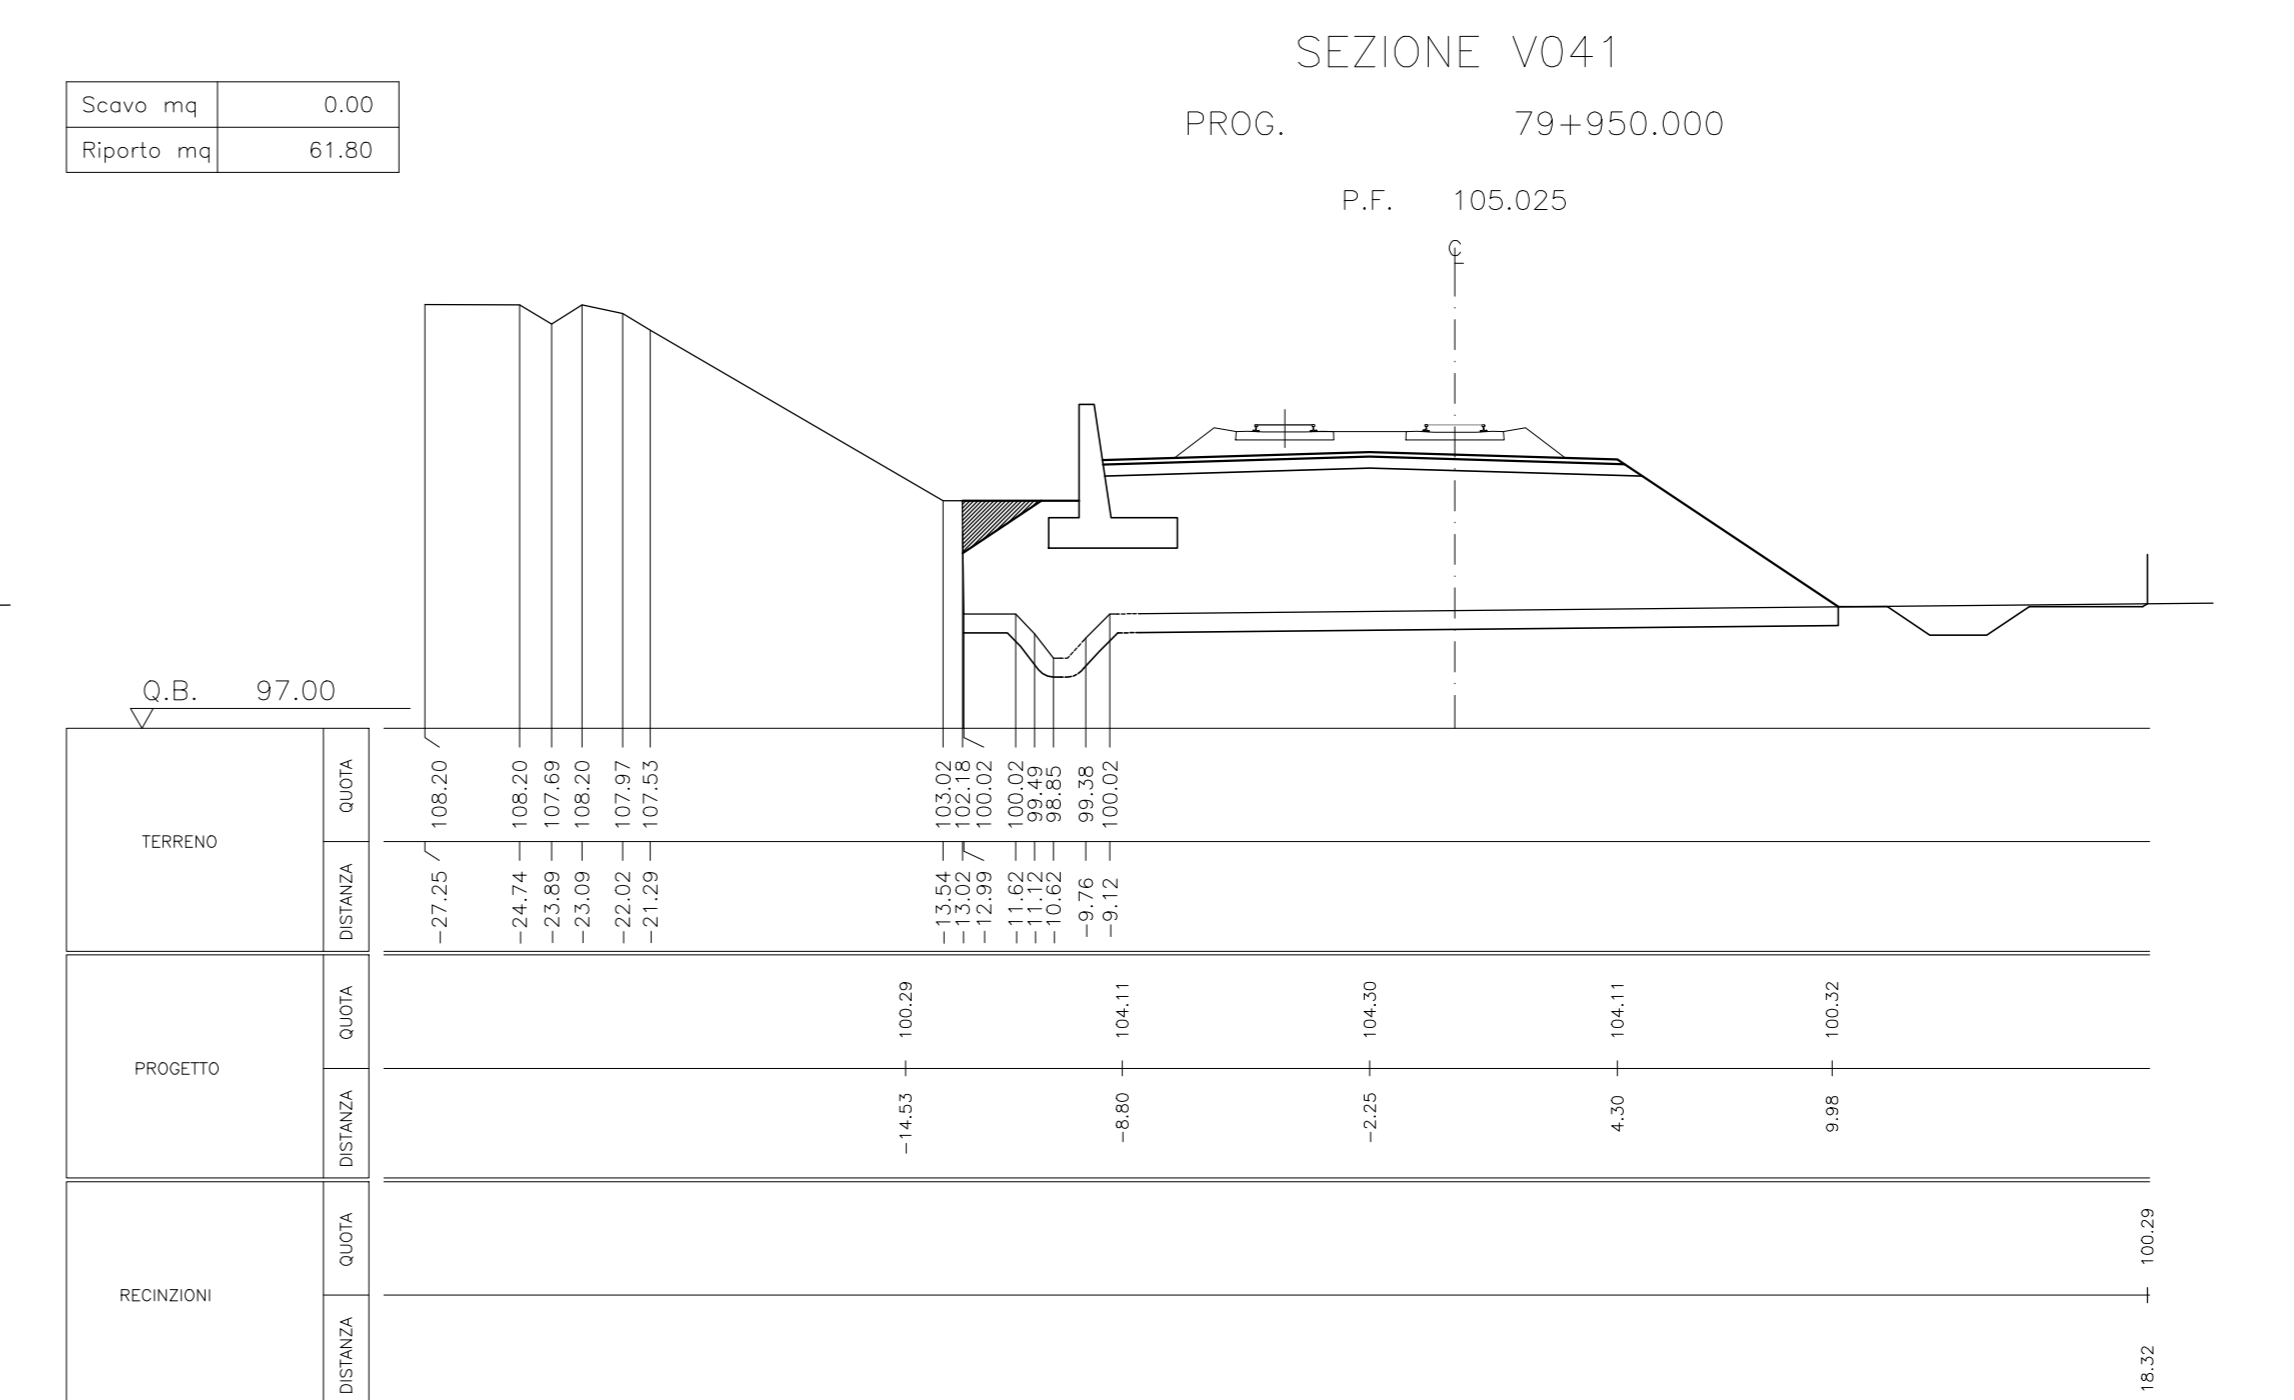 SEZIONE V041
PROG. 79+950.000
P.F. 105.025
Scavo mq 0.00
Riporto mq 61.80
℄
Q.B. 97.00
TERRENO
QUOTA 108.20 108.20 107.69 108.20 107.97 107.53 103.02 102.18 100.02 100.02 99.49 98.85 99.38 100.02
DISTANZA -27.25 -24.74 -23.89 -23.09 -22.02 -21.29 -13.54 -13.02 -12.99 -11.62 -11.12 -10.62 -9.76 -9.12
PROGETTO
QUOTA 100.29 104.11 104.30 104.11 100.32
DISTANZA -14.53 -8.80 -2.25 4.30 9.98
RECINZIONI
QUOTA 100.29
DISTANZA 18.32